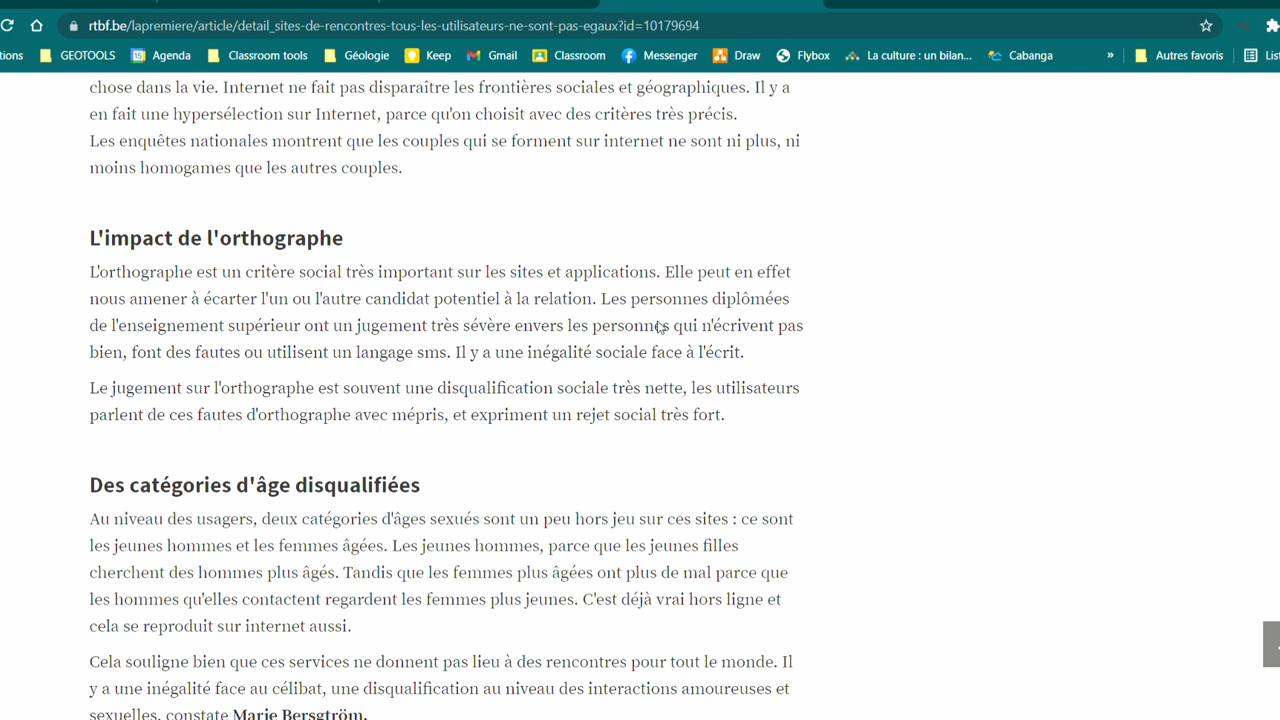 rtbf.be/lapremiere/article/detail_sites-de-rencontres-tous-les-utilisateurs-ne-sont-pas-egaux?id=10179694
GEOTOOLS Agenda Classroom tools Géologie Keep Gmail Classroom Messenger Draw Flybox La culture : un bilan... Cabanga » Autres favoris
chose dans la vie. Internet ne fait pas disparaître les frontières sociales et géographiques. Il y a
en fait une hypersélection sur Internet, parce qu'on choisit avec des critères très précis.
Les enquêtes nationales montrent que les couples qui se forment sur internet ne sont ni plus, ni
moins homogames que les autres couples.
L'impact de l'orthographe
L'orthographe est un critère social très important sur les sites et applications. Elle peut en effet
nous amener à écarter l'un ou l'autre candidat potentiel à la relation. Les personnes diplômées
de l'enseignement supérieur ont un jugement très sévère envers les personnes qui n'écrivent pas
bien, font des fautes ou utilisent un langage sms. Il y a une inégalité sociale face à l'écrit.
Le jugement sur l'orthographe est souvent une disqualification sociale très nette, les utilisateurs
parlent de ces fautes d'orthographe avec mépris, et expriment un rejet social très fort.
Des catégories d'âge disqualifiées
Au niveau des usagers, deux catégories d'âges sexués sont un peu hors jeu sur ces sites : ce sont
les jeunes hommes et les femmes âgées. Les jeunes hommes, parce que les jeunes filles
cherchent des hommes plus âgés. Tandis que les femmes plus âgées ont plus de mal parce que
les hommes qu'elles contactent regardent les femmes plus jeunes. C'est déjà vrai hors ligne et
cela se reproduit sur internet aussi.
Cela souligne bien que ces services ne donnent pas lieu à des rencontres pour tout le monde. Il
y a une inégalité face au célibat, une disqualification au niveau des interactions amoureuses et
sexuelles, constate Marie Bergström.